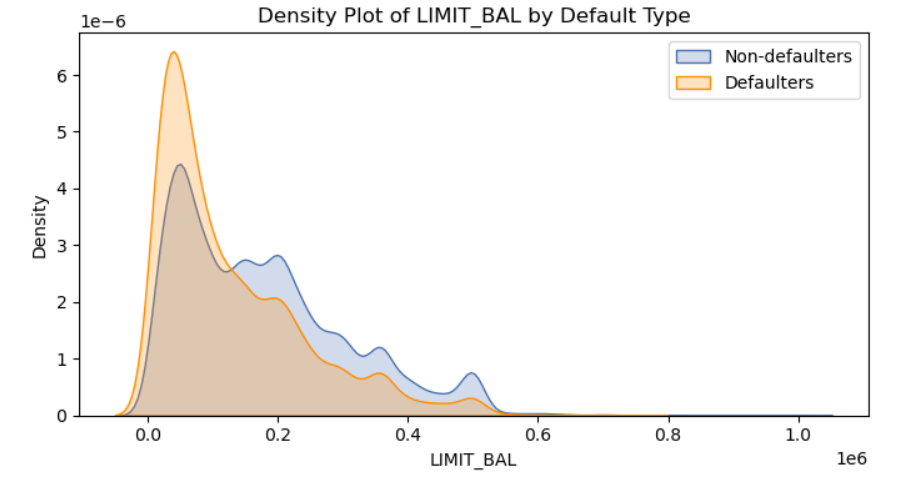 Density Plot of LIMIT_BAL by Default Type
1e−6
Non-defaulters
Defaulters
6
5
4
3
2
1
0
Density
0.0 0.2 0.4 0.6 0.8 1.0
LIMIT_BAL
1e6